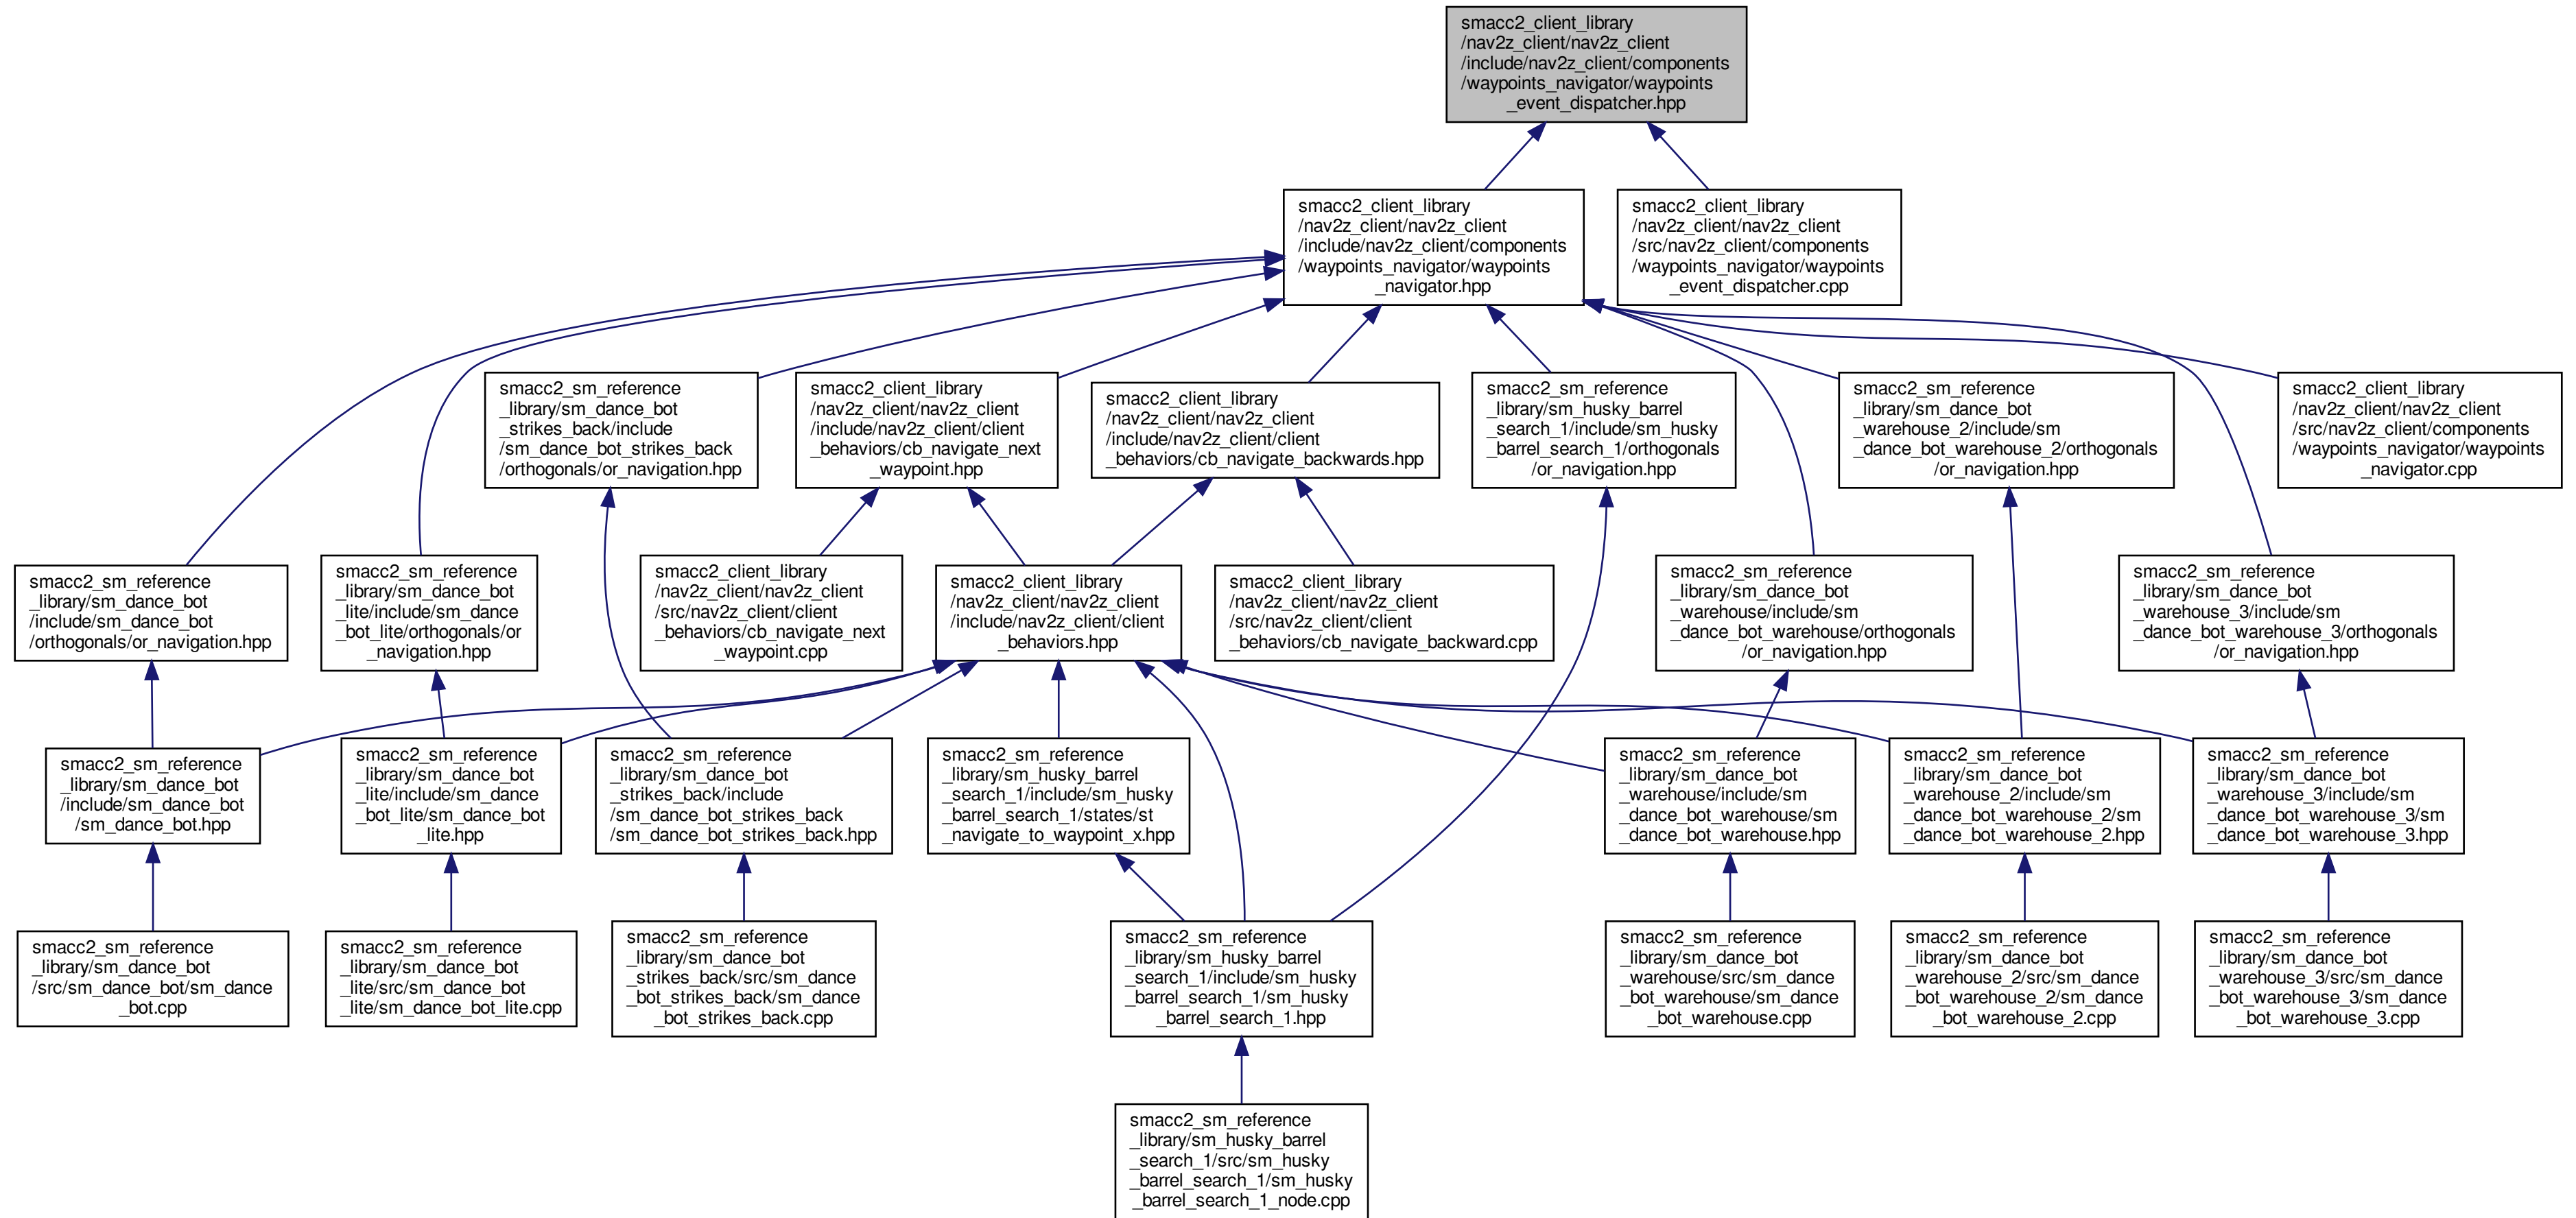 smacc2_client_library
/nav2z_client/nav2z_client
/include/nav2z_client/components
/waypoints_navigator/waypoints
_event_dispatcher.hpp
smacc2_client_library
/nav2z_client/nav2z_client
/include/nav2z_client/components
/waypoints_navigator/waypoints
_navigator.hpp
smacc2_client_library
/nav2z_client/nav2z_client
/src/nav2z_client/components
/waypoints_navigator/waypoints
_event_dispatcher.cpp
smacc2_sm_reference
_library/sm_dance_bot
_strikes_back/include
/sm_dance_bot_strikes_back
/orthogonals/or_navigation.hpp
smacc2_client_library
/nav2z_client/nav2z_client
/include/nav2z_client/client
_behaviors/cb_navigate_next
_waypoint.hpp
smacc2_client_library
/nav2z_client/nav2z_client
/include/nav2z_client/client
_behaviors/cb_navigate_backwards.hpp
smacc2_sm_reference
_library/sm_husky_barrel
_search_1/include/sm_husky
_barrel_search_1/orthogonals
/or_navigation.hpp
smacc2_sm_reference
_library/sm_dance_bot
_warehouse_2/include/sm
_dance_bot_warehouse_2/orthogonals
/or_navigation.hpp
smacc2_client_library
/nav2z_client/nav2z_client
/src/nav2z_client/components
/waypoints_navigator/waypoints
_navigator.cpp
smacc2_sm_reference
_library/sm_dance_bot
/include/sm_dance_bot
/orthogonals/or_navigation.hpp
smacc2_sm_reference
_library/sm_dance_bot
_lite/include/sm_dance
_bot_lite/orthogonals/or
_navigation.hpp
smacc2_client_library
/nav2z_client/nav2z_client
/src/nav2z_client/client
_behaviors/cb_navigate_next
_waypoint.cpp
smacc2_client_library
/nav2z_client/nav2z_client
/include/nav2z_client/client
_behaviors.hpp
smacc2_client_library
/nav2z_client/nav2z_client
/src/nav2z_client/client
_behaviors/cb_navigate_backward.cpp
smacc2_sm_reference
_library/sm_dance_bot
_warehouse/include/sm
_dance_bot_warehouse/orthogonals
/or_navigation.hpp
smacc2_sm_reference
_library/sm_dance_bot
_warehouse_3/include/sm
_dance_bot_warehouse_3/orthogonals
/or_navigation.hpp
smacc2_sm_reference
_library/sm_dance_bot
/include/sm_dance_bot
/sm_dance_bot.hpp
smacc2_sm_reference
_library/sm_dance_bot
_lite/include/sm_dance
_bot_lite/sm_dance_bot
_lite.hpp
smacc2_sm_reference
_library/sm_dance_bot
_strikes_back/include
/sm_dance_bot_strikes_back
/sm_dance_bot_strikes_back.hpp
smacc2_sm_reference
_library/sm_husky_barrel
_search_1/include/sm_husky
_barrel_search_1/states/st
_navigate_to_waypoint_x.hpp
smacc2_sm_reference
_library/sm_dance_bot
_warehouse/include/sm
_dance_bot_warehouse/sm
_dance_bot_warehouse.hpp
smacc2_sm_reference
_library/sm_dance_bot
_warehouse_2/include/sm
_dance_bot_warehouse_2/sm
_dance_bot_warehouse_2.hpp
smacc2_sm_reference
_library/sm_dance_bot
_warehouse_3/include/sm
_dance_bot_warehouse_3/sm
_dance_bot_warehouse_3.hpp
smacc2_sm_reference
_library/sm_dance_bot
/src/sm_dance_bot/sm_dance
_bot.cpp
smacc2_sm_reference
_library/sm_dance_bot
_lite/src/sm_dance_bot
_lite/sm_dance_bot_lite.cpp
smacc2_sm_reference
_library/sm_dance_bot
_strikes_back/src/sm_dance
_bot_strikes_back/sm_dance
_bot_strikes_back.cpp
smacc2_sm_reference
_library/sm_husky_barrel
_search_1/include/sm_husky
_barrel_search_1/sm_husky
_barrel_search_1.hpp
smacc2_sm_reference
_library/sm_dance_bot
_warehouse/src/sm_dance
_bot_warehouse/sm_dance
_bot_warehouse.cpp
smacc2_sm_reference
_library/sm_dance_bot
_warehouse_2/src/sm_dance
_bot_warehouse_2/sm_dance
_bot_warehouse_2.cpp
smacc2_sm_reference
_library/sm_dance_bot
_warehouse_3/src/sm_dance
_bot_warehouse_3/sm_dance
_bot_warehouse_3.cpp
smacc2_sm_reference
_library/sm_husky_barrel
_search_1/src/sm_husky
_barrel_search_1/sm_husky
_barrel_search_1_node.cpp